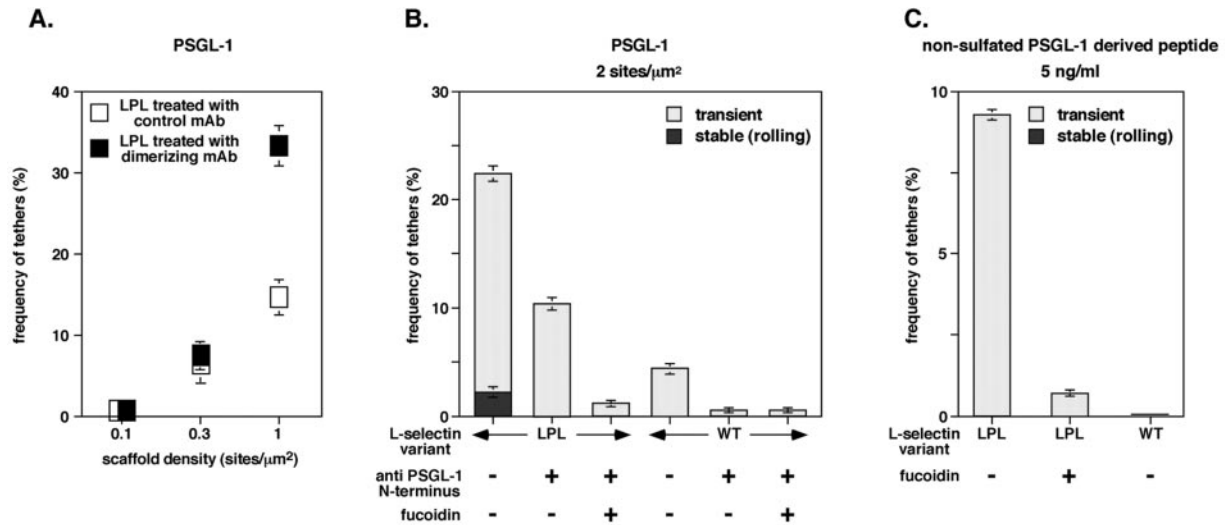 A.
PSGL-1
40
30
20
10
0
LPL treated with
control mAb
LPL treated with
dimerizing mAb
frequency of tethers (%)
0.1
0.3
1
scaffold density (sites/μm²)
B.
PSGL-1
2 sites/μm²
30
20
10
0
transient
stable (rolling)
frequency of tethers (%)
L-selectin
variant
LPL
WT
anti PSGL-1
N-terminus
- + + - + +
fucoidin
- - + - - +
C.
non-sulfated PSGL-1 derived peptide
5 ng/ml
10
5
0
transient
stable (rolling)
frequency of tethers (%)
L-selectin
variant
LPL LPL WT
fucoidin
- + -